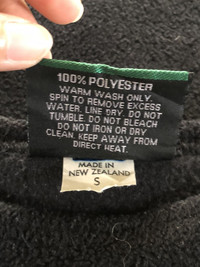 100% POLYESTER
WARM WASH ONLY.
SPIN TO REMOVE EXCESS
WATER. LINE DRY. DO NOT
TUMBLE. DO NOT BLEACH
DO NOT IRON OR DRY
CLEAN. KEEP AWAY FROM
DIRECT HEAT.
MADE IN
NEW ZEALAND
S